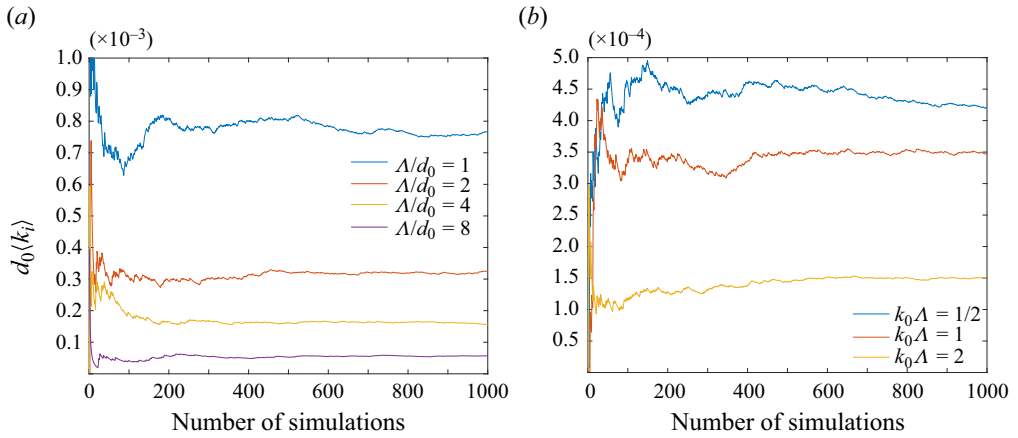 (a)
(×10⁻³)
1.0
0.9
0.8
0.7
0.6
0.5
0.4
0.3
0.2
0.1
d₀⟨kᵢ⟩
Λ/d₀ = 1
Λ/d₀ = 2
Λ/d₀ = 4
Λ/d₀ = 8
0 200 400 600 800 1000
Number of simulations
(b)
(×10⁻⁴)
5.0
4.5
4.0
3.5
3.0
2.5
2.0
1.5
1.0
0.5
k₀Λ = 1/2
k₀Λ = 1
k₀Λ = 2
0 200 400 600 800 1000
Number of simulations